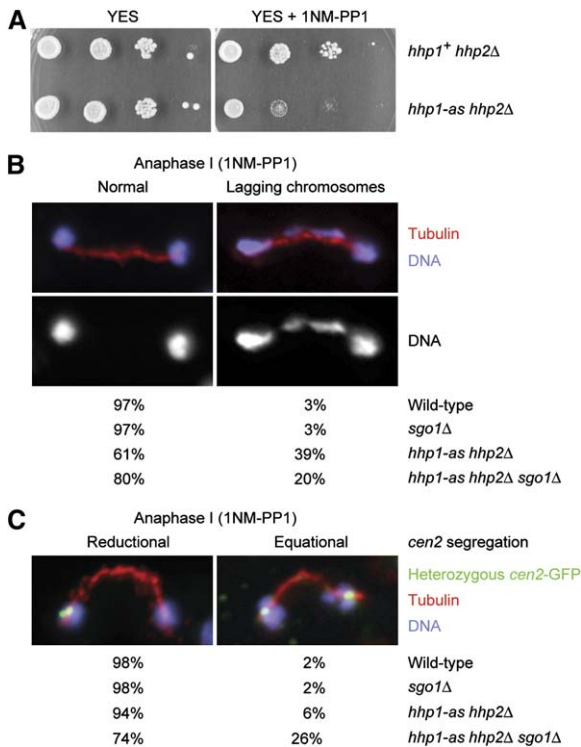 A
YES YES + 1NM-PP1
hhp1+ hhp2Δ
hhp1-as hhp2Δ
B
Anaphase I (1NM-PP1)
Normal Lagging chromosomes
Tubulin
DNA
DNA
97% 3% Wild-type
97% 3% sgo1Δ
61% 39% hhp1-as hhp2Δ
80% 20% hhp1-as hhp2Δ sgo1Δ
C
Anaphase I (1NM-PP1)
Reductional Equational cen2 segregation
Heterozygous cen2-GFP
Tubulin
DNA
98% 2% Wild-type
98% 2% sgo1Δ
94% 6% hhp1-as hhp2Δ
74% 26% hhp1-as hhp2Δ sgo1Δ